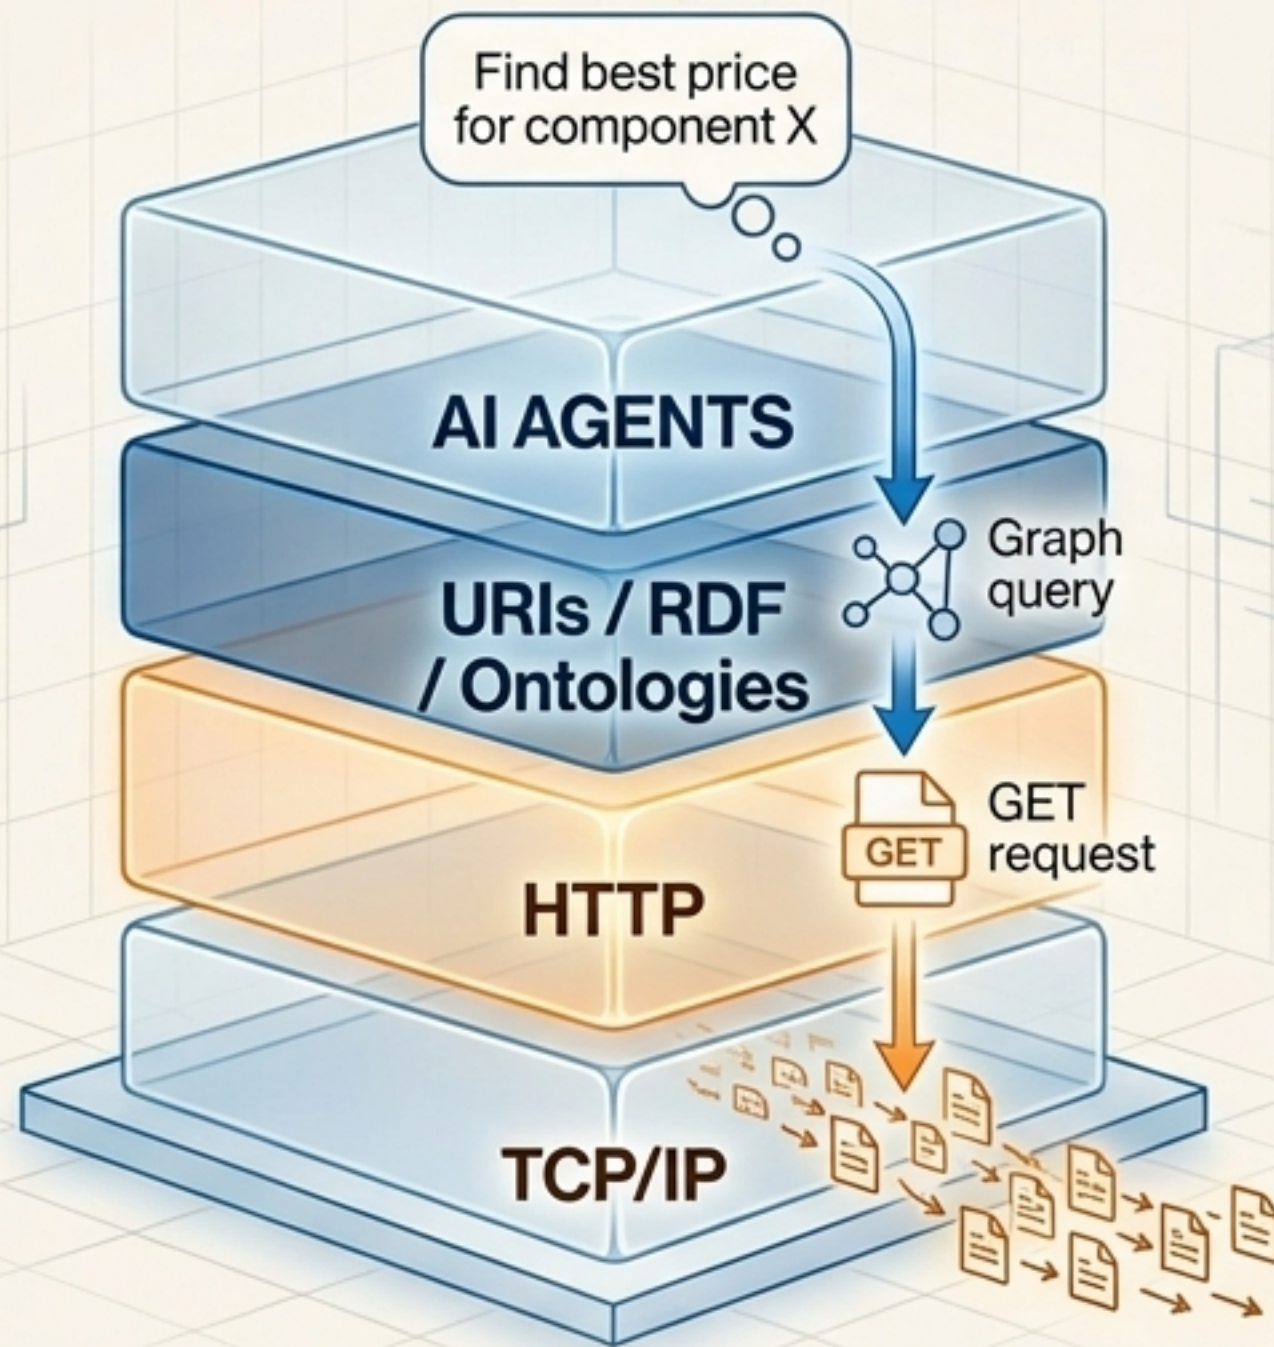 Find best price
for component X
AI AGENTS
Graph
query
URIs / RDF
/ Ontologies
GET
request
GET
HTTP
TCP/IP